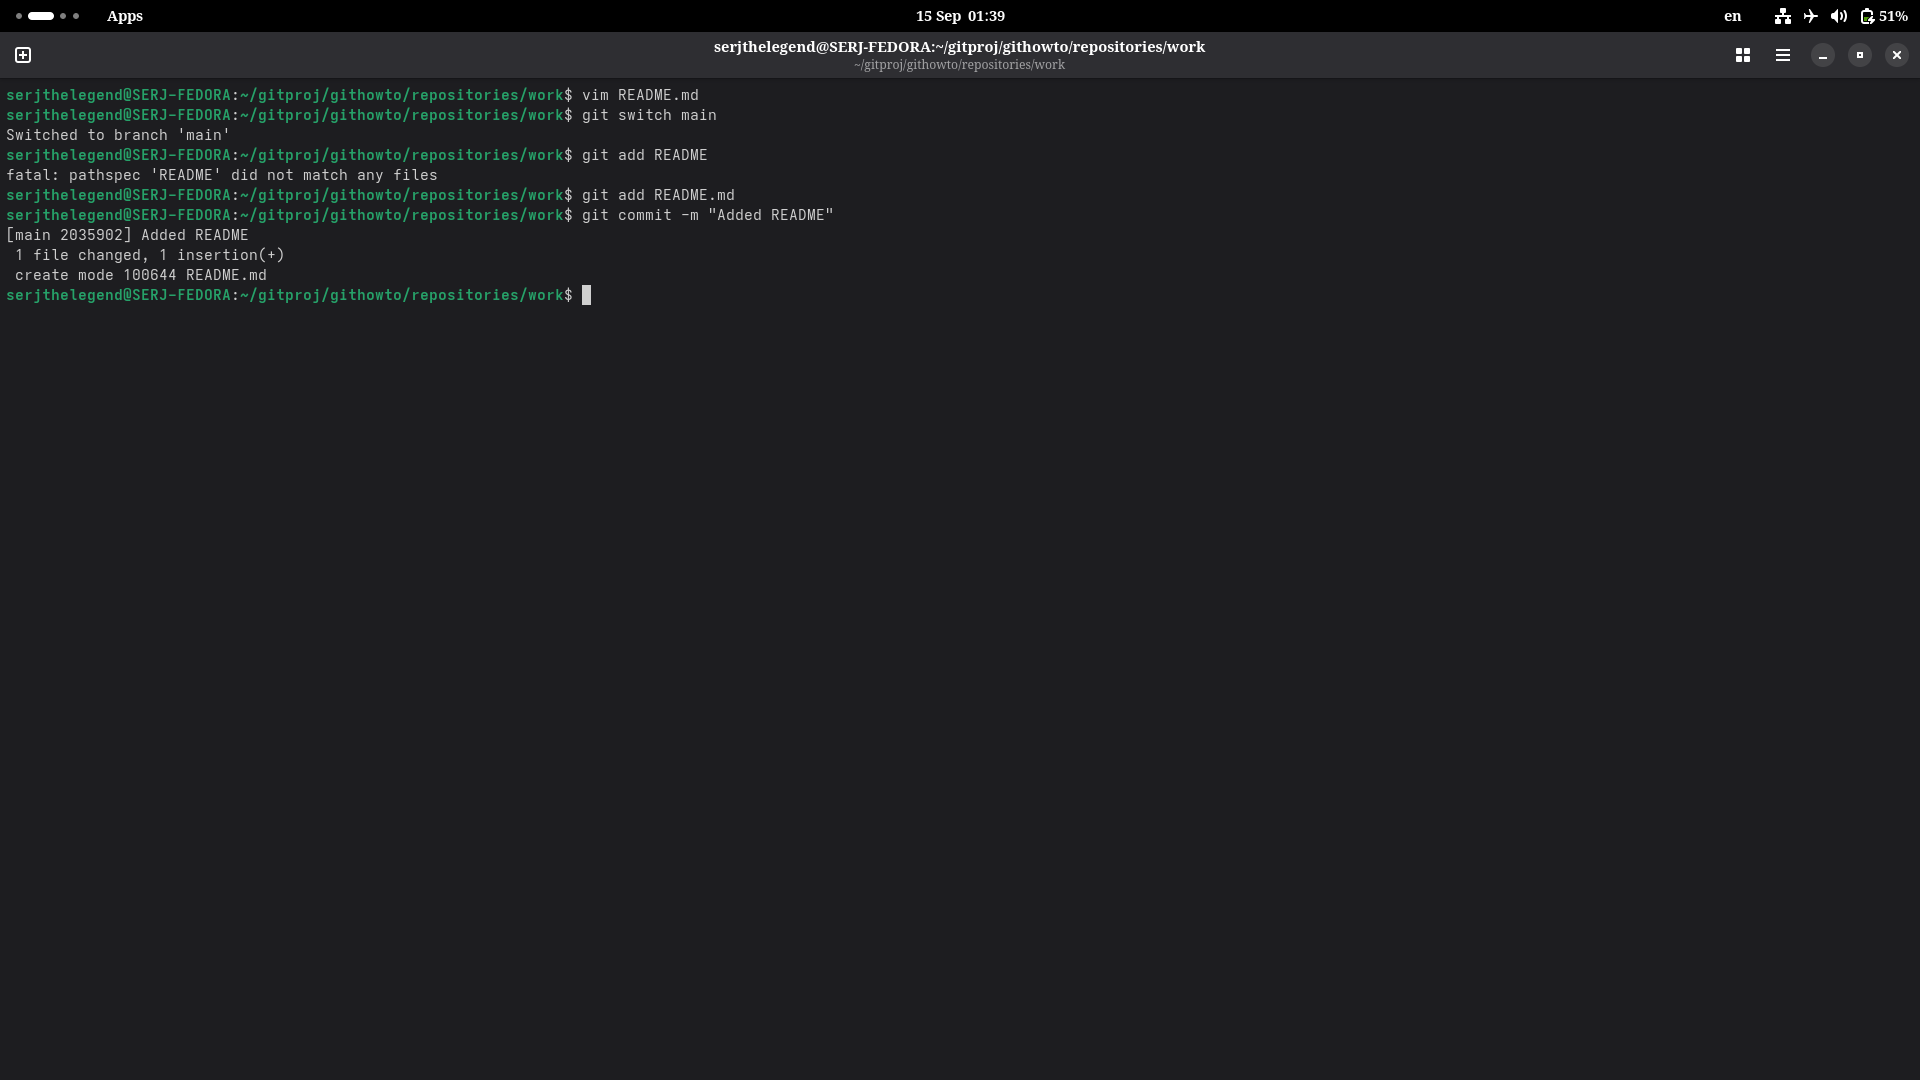 Apps
15 Sep 01:39
en
51%
serjthelegend@SERJ-FEDORA:~/gitproj/githowto/repositories/work
~/gitproj/githowto/repositories/work
serjthelegend@SERJ-FEDORA:~/gitproj/githowto/repositories/work$ vim README.md
serjthelegend@SERJ-FEDORA:~/gitproj/githowto/repositories/work$ git switch main
Switched to branch 'main'
serjthelegend@SERJ-FEDORA:~/gitproj/githowto/repositories/work$ git add README
fatal: pathspec 'README' did not match any files
serjthelegend@SERJ-FEDORA:~/gitproj/githowto/repositories/work$ git add README.md
serjthelegend@SERJ-FEDORA:~/gitproj/githowto/repositories/work$ git commit -m "Added README"
[main 2035902] Added README
 1 file changed, 1 insertion(+)
 create mode 100644 README.md
serjthelegend@SERJ-FEDORA:~/gitproj/githowto/repositories/work$